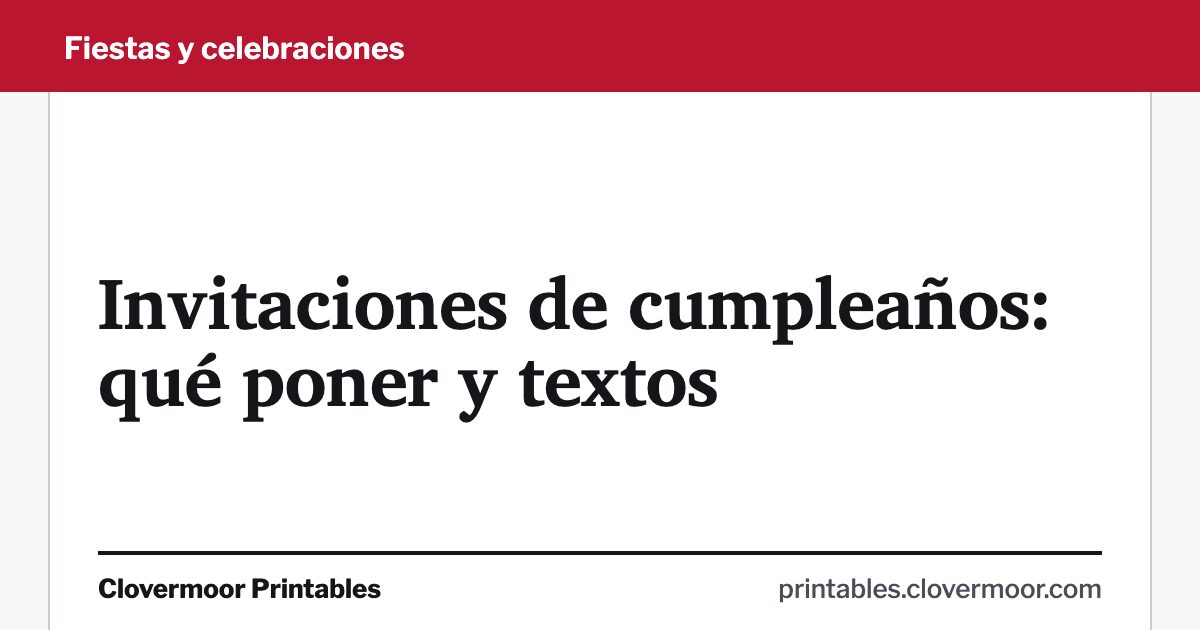 Fiestas y celebraciones
Invitaciones de cumpleaños:
qué poner y textos
Clovermoor Printables
printables.clovermoor.com